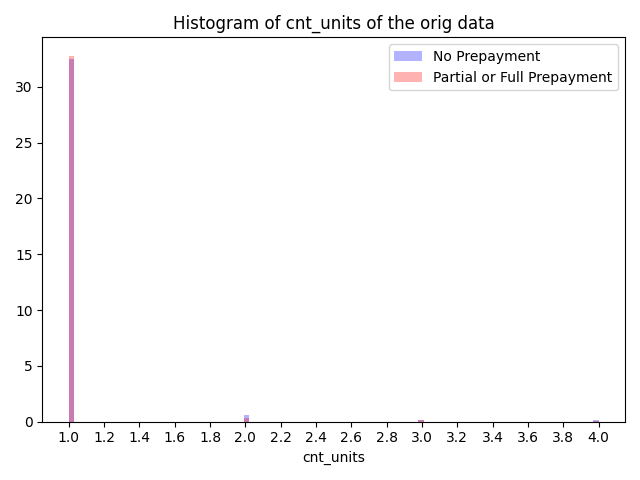 Histogram of cnt_units of the orig data
No Prepayment
Partial or Full Prepayment
30
25
20
15
10
5
0
1.0 1.2 1.4 1.6 1.8 2.0 2.2 2.4 2.6 2.8 3.0 3.2 3.4 3.6 3.8 4.0
cnt_units